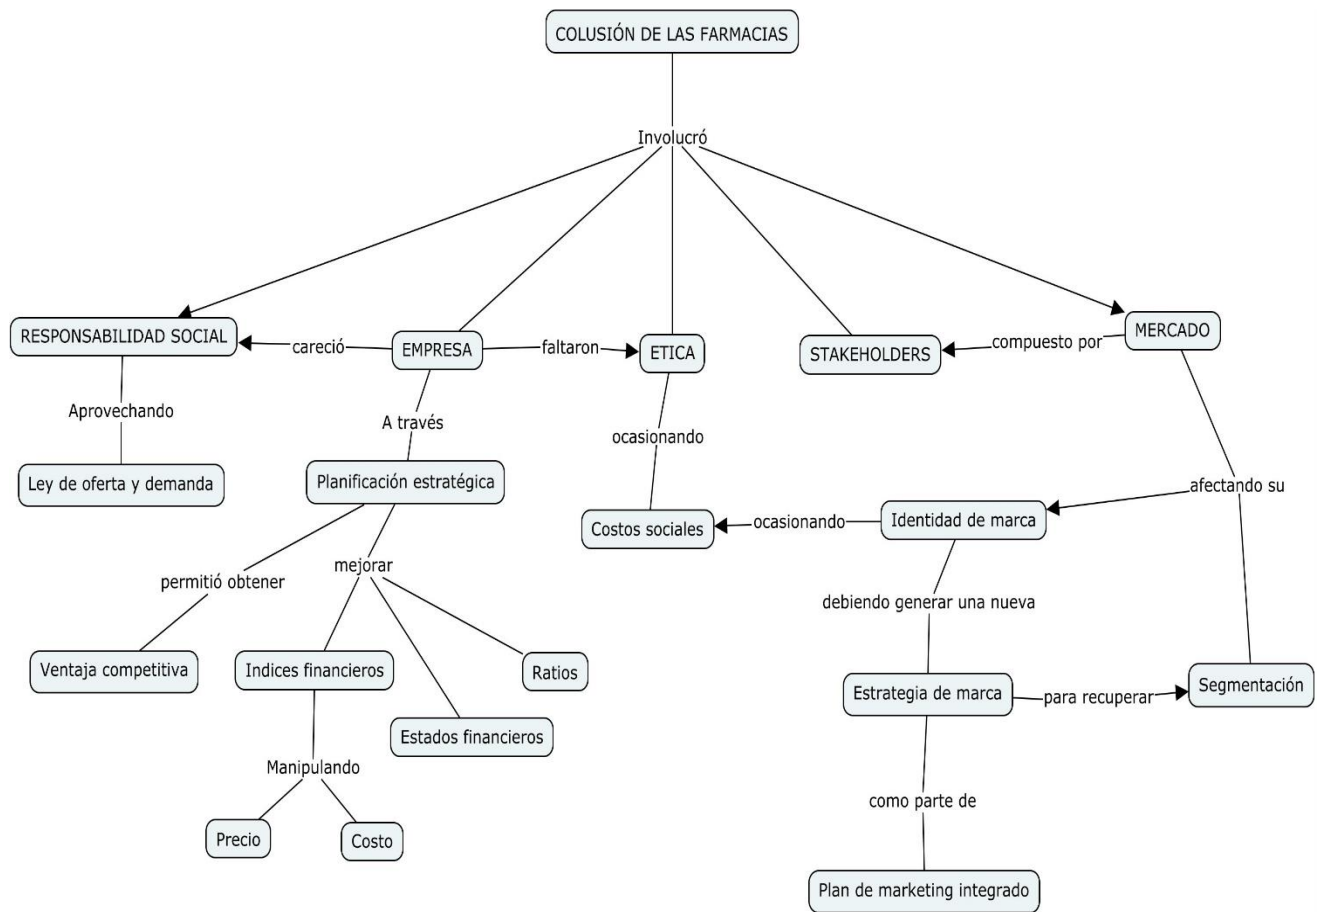 COLUSIÓN DE LAS FARMACIAS
Involucró
RESPONSABILIDAD SOCIAL
careció
EMPRESA
faltaron
ETICA
STAKEHOLDERS
compuesto por
MERCADO
Aprovechando
A través
ocasionando
Ley de oferta y demanda
Planificación estratégica
afectando su
Costos sociales
ocasionando
Identidad de marca
permitió obtener
mejorar
debiendo generar una nueva
Ventaja competitiva
Indices financieros
Ratios
Estrategia de marca
para recuperar
Segmentación
Estados financieros
Manipulando
como parte de
Precio
Costo
Plan de marketing integrado